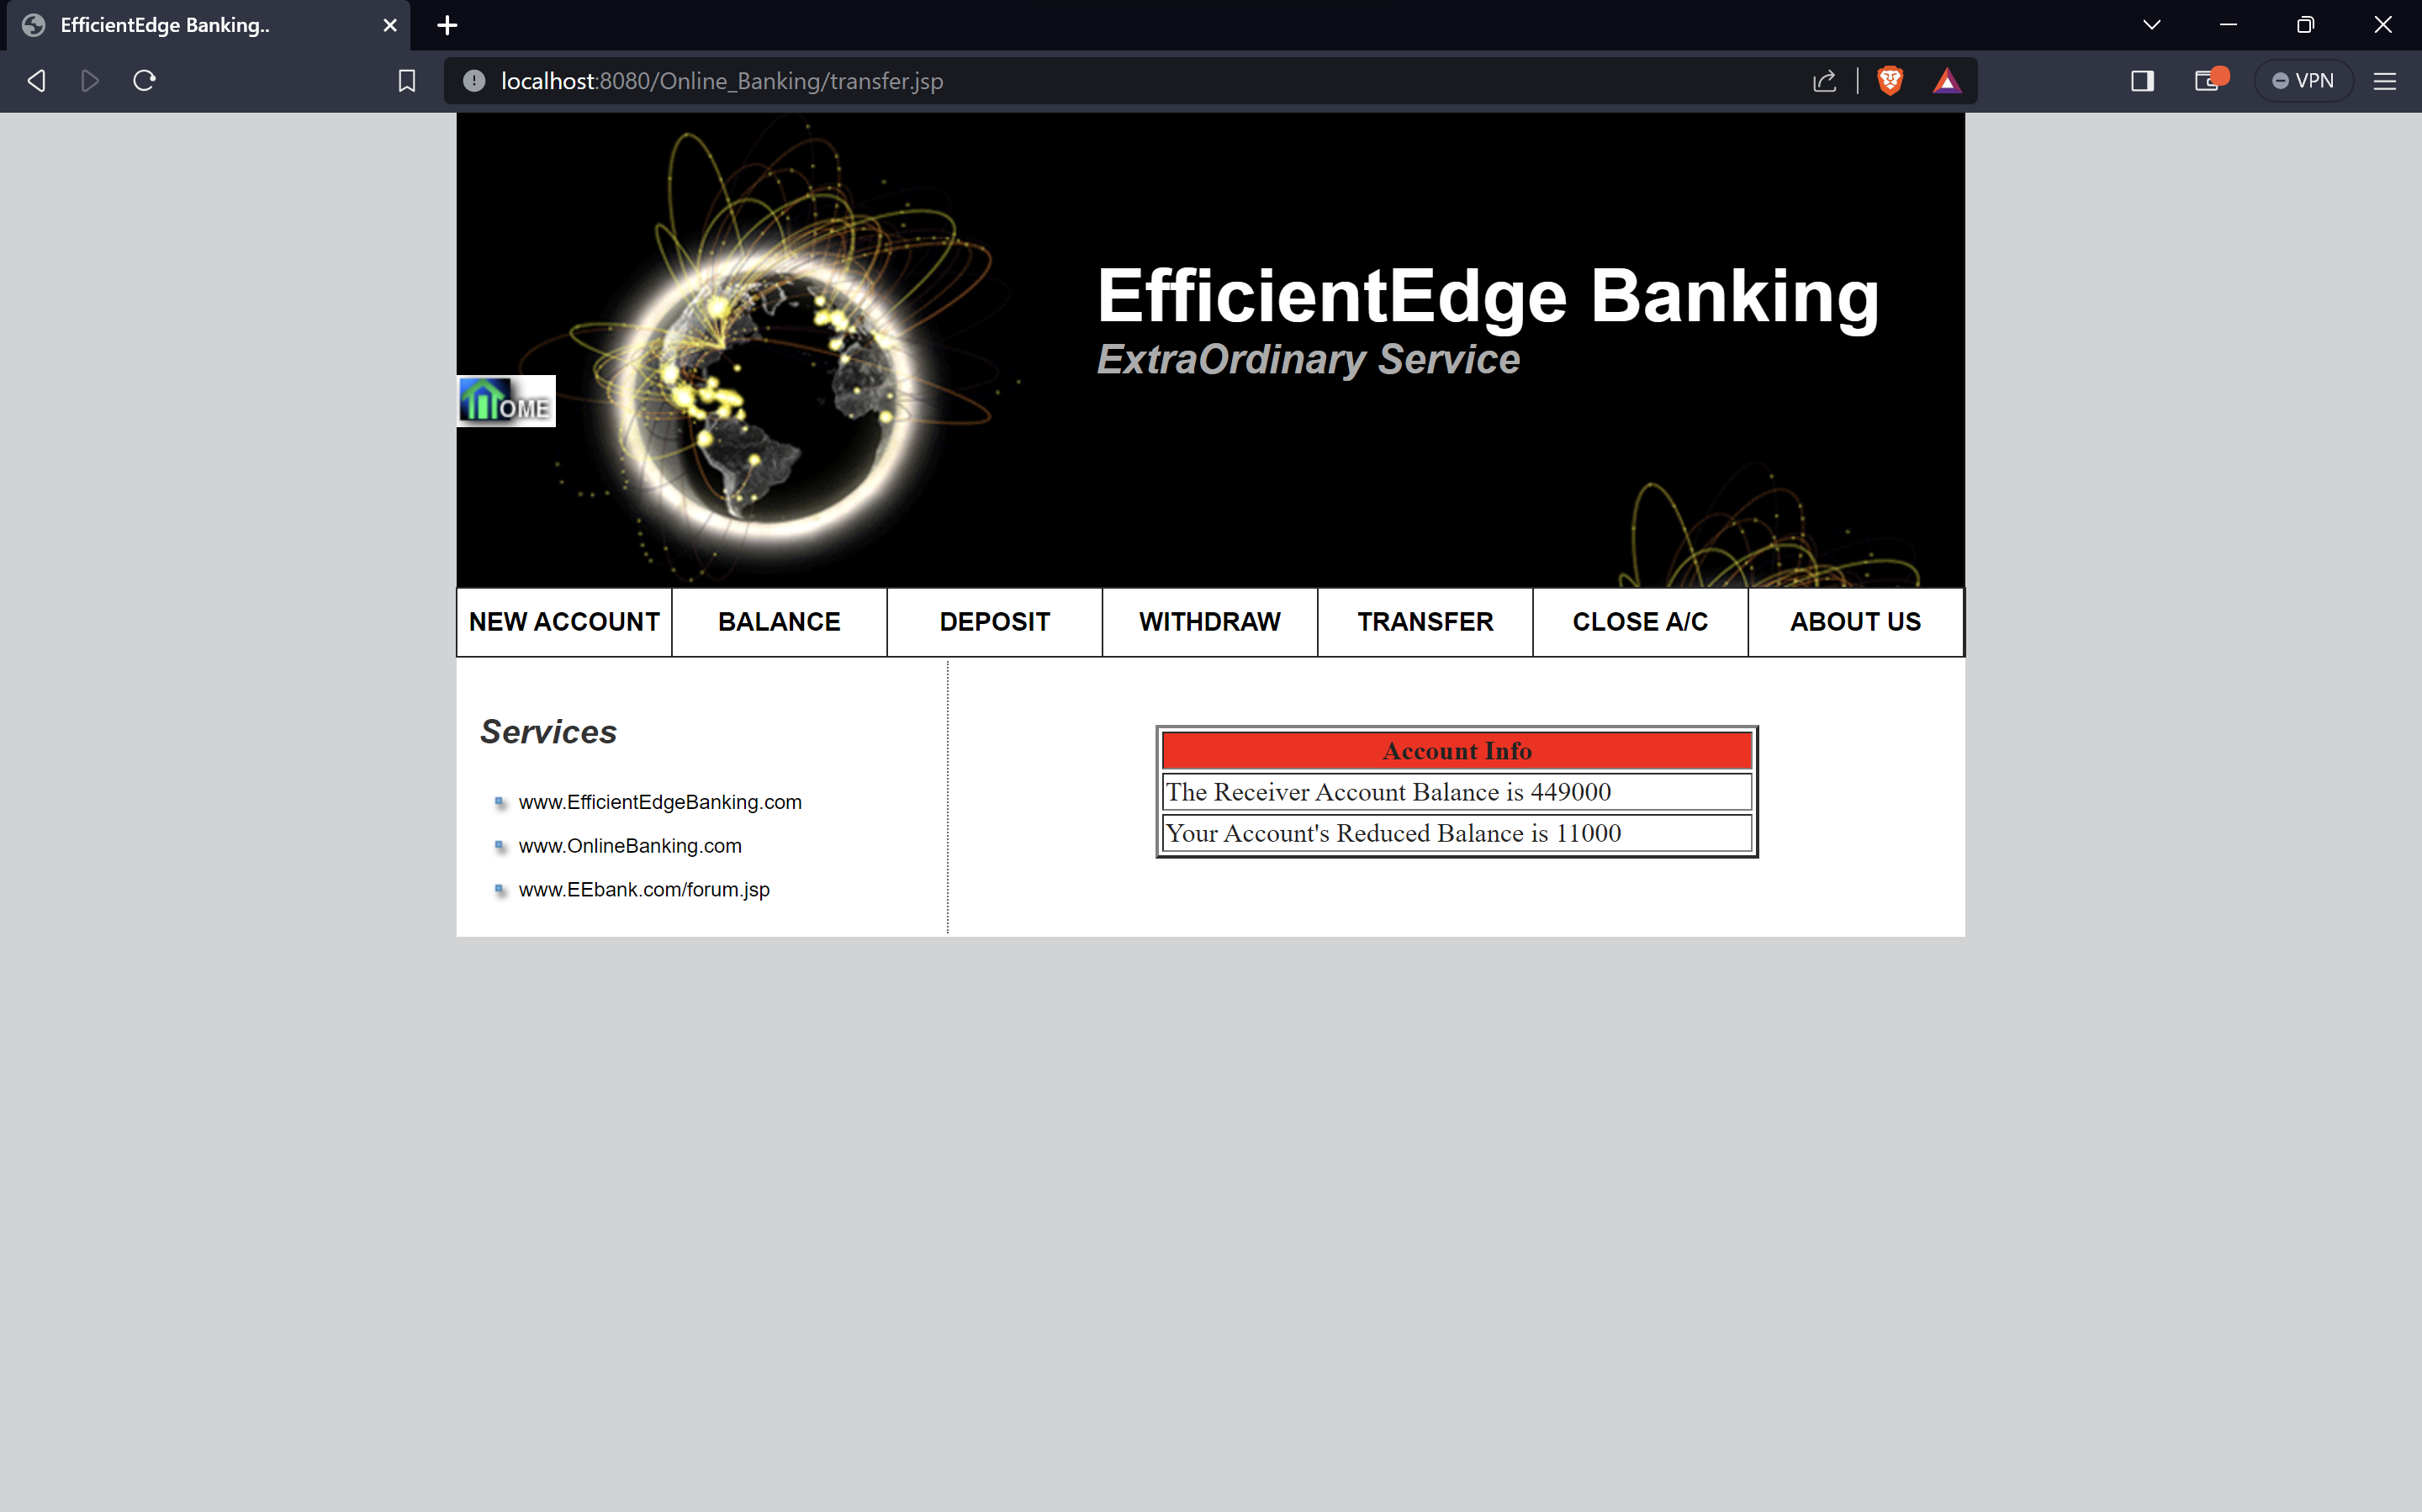 EfficientEdge Banking..
localhost:8080/Online_Banking/transfer.jsp
VPN
EfficientEdge Banking
ExtraOrdinary Service
OME
NEW ACCOUNT BALANCE DEPOSIT WITHDRAW TRANSFER CLOSE A/C ABOUT US
Services
www.EfficientEdgeBanking.com
www.OnlineBanking.com
www.EEbank.com/forum.jsp
Account Info
The Receiver Account Balance is 449000
Your Account's Reduced Balance is 11000